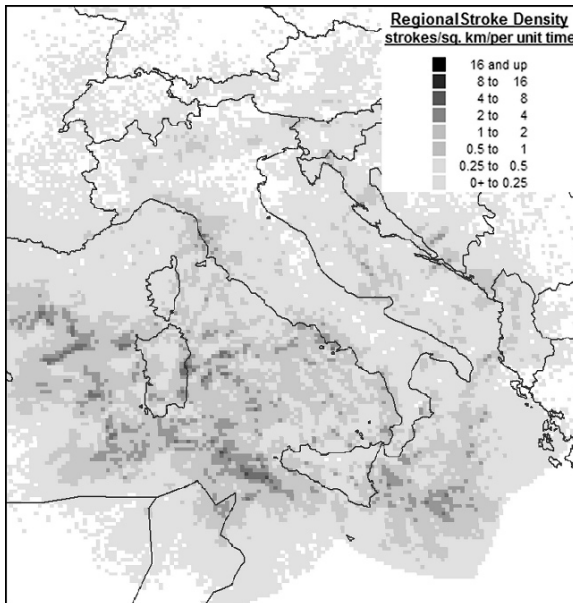 Regional Stroke Density
strokes/sq. km/per unit time
16 and up
8 to 16
4 to 8
2 to 4
1 to 2
0.5 to 1
0.25 to 0.5
0+ to 0.25